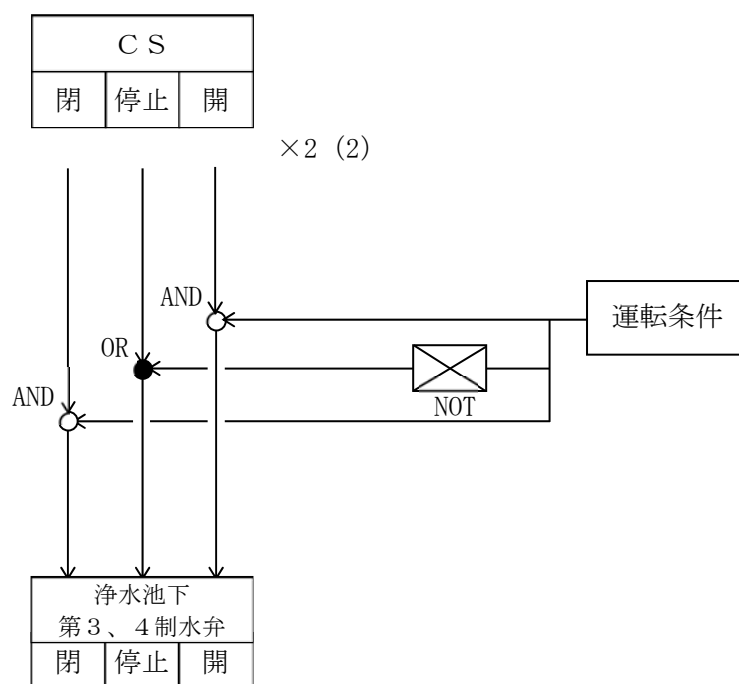 ＣＳ
閉 停止 開
×2 (2)
AND
運転条件
OR
NOT
AND
浄水池下
第３、４制水弁
閉 停止 開